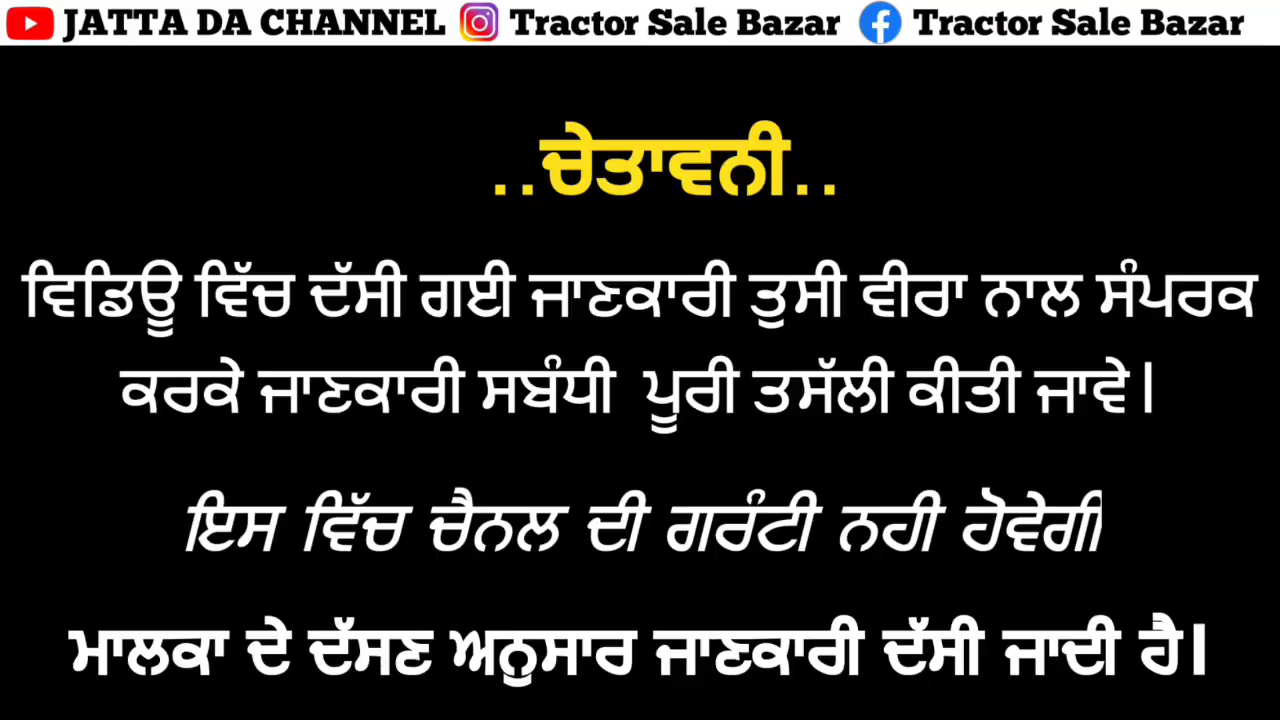 JATTA DA CHANNEL Tractor Sale Bazar Tractor Sale Bazar
..ਚੇਤਾਵਨੀ..
ਵਿਡਿਊ ਵਿੱਚ ਦੱਸੀ ਗਈ ਜਾਣਕਾਰੀ ਤੁਸੀ ਵੀਰਾ ਨਾਲ ਸੰਪਰਕ
ਕਰਕੇ ਜਾਣਕਾਰੀ ਸਬੰਧੀ ਪੂਰੀ ਤਸੱਲੀ ਕੀਤੀ ਜਾਵੇ।
ਇਸ ਵਿੱਚ ਚੈਨਲ ਦੀ ਗਰੰਟੀ ਨਹੀ ਹੋਵੇਗੀ
ਮਾਲਕਾ ਦੇ ਦੱਸਣ ਅਨੁਸਾਰ ਜਾਣਕਾਰੀ ਦੱਸੀ ਜਾਦੀ ਹੈ।